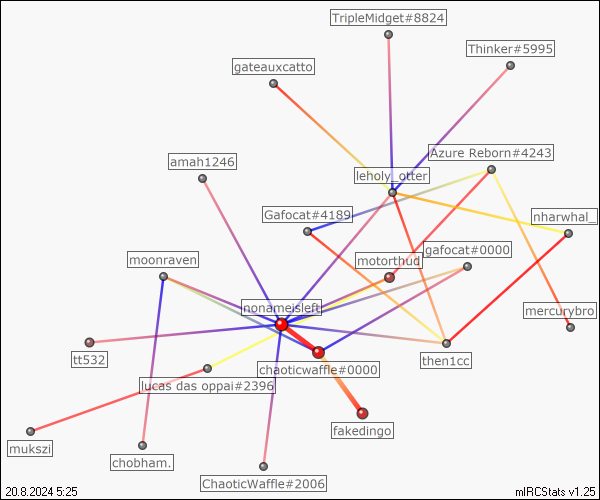 TripleMidget#8824
Thinker#5995
gateauxcatto
Azure Reborn#4243
amah1246
leholy_otter
Gafocat#4189
nharwhal_
gafocat#0000
moonraven
motorthud
nonameisleft
mercurybro
tt532
then1cc
chaoticwaffle#0000
lucas das oppai#2396
fakedingo
mukszi
chobham.
ChaoticWaffle#2006
20.8.2024 5:25
mIRCStats v1.25